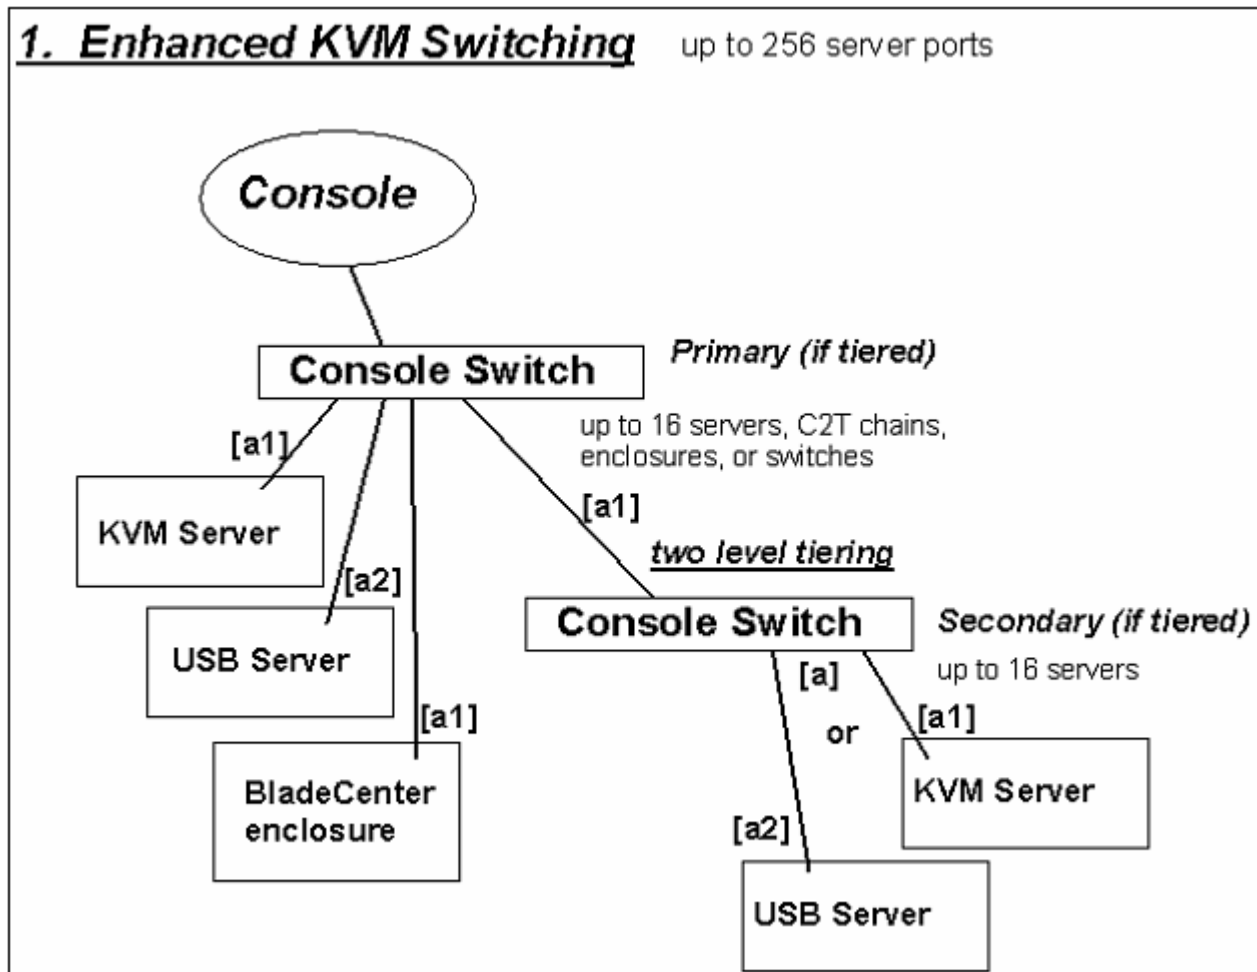 1. Enhanced KVM Switching up to 256 server ports
Console
Console Switch
Primary (if tiered)
up to 16 servers, C2T chains,
enclosures, or switches
[a1]
KVM Server
[a2]
USB Server
[a1]
BladeCenter
enclosure
[a1]
two level tiering
Console Switch
Secondary (if tiered)
up to 16 servers
[a]
or
[a1]
KVM Server
[a2]
USB Server